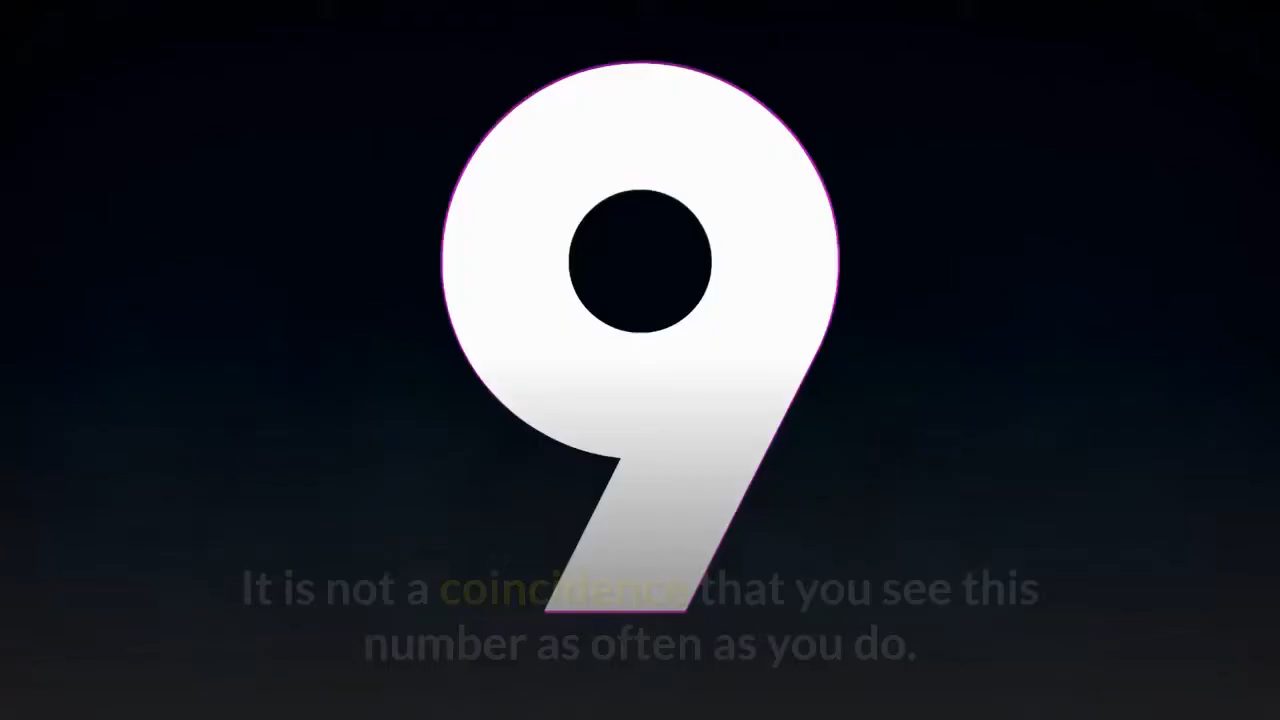 9
It is not a coincidence that you see this
number as often as you do.